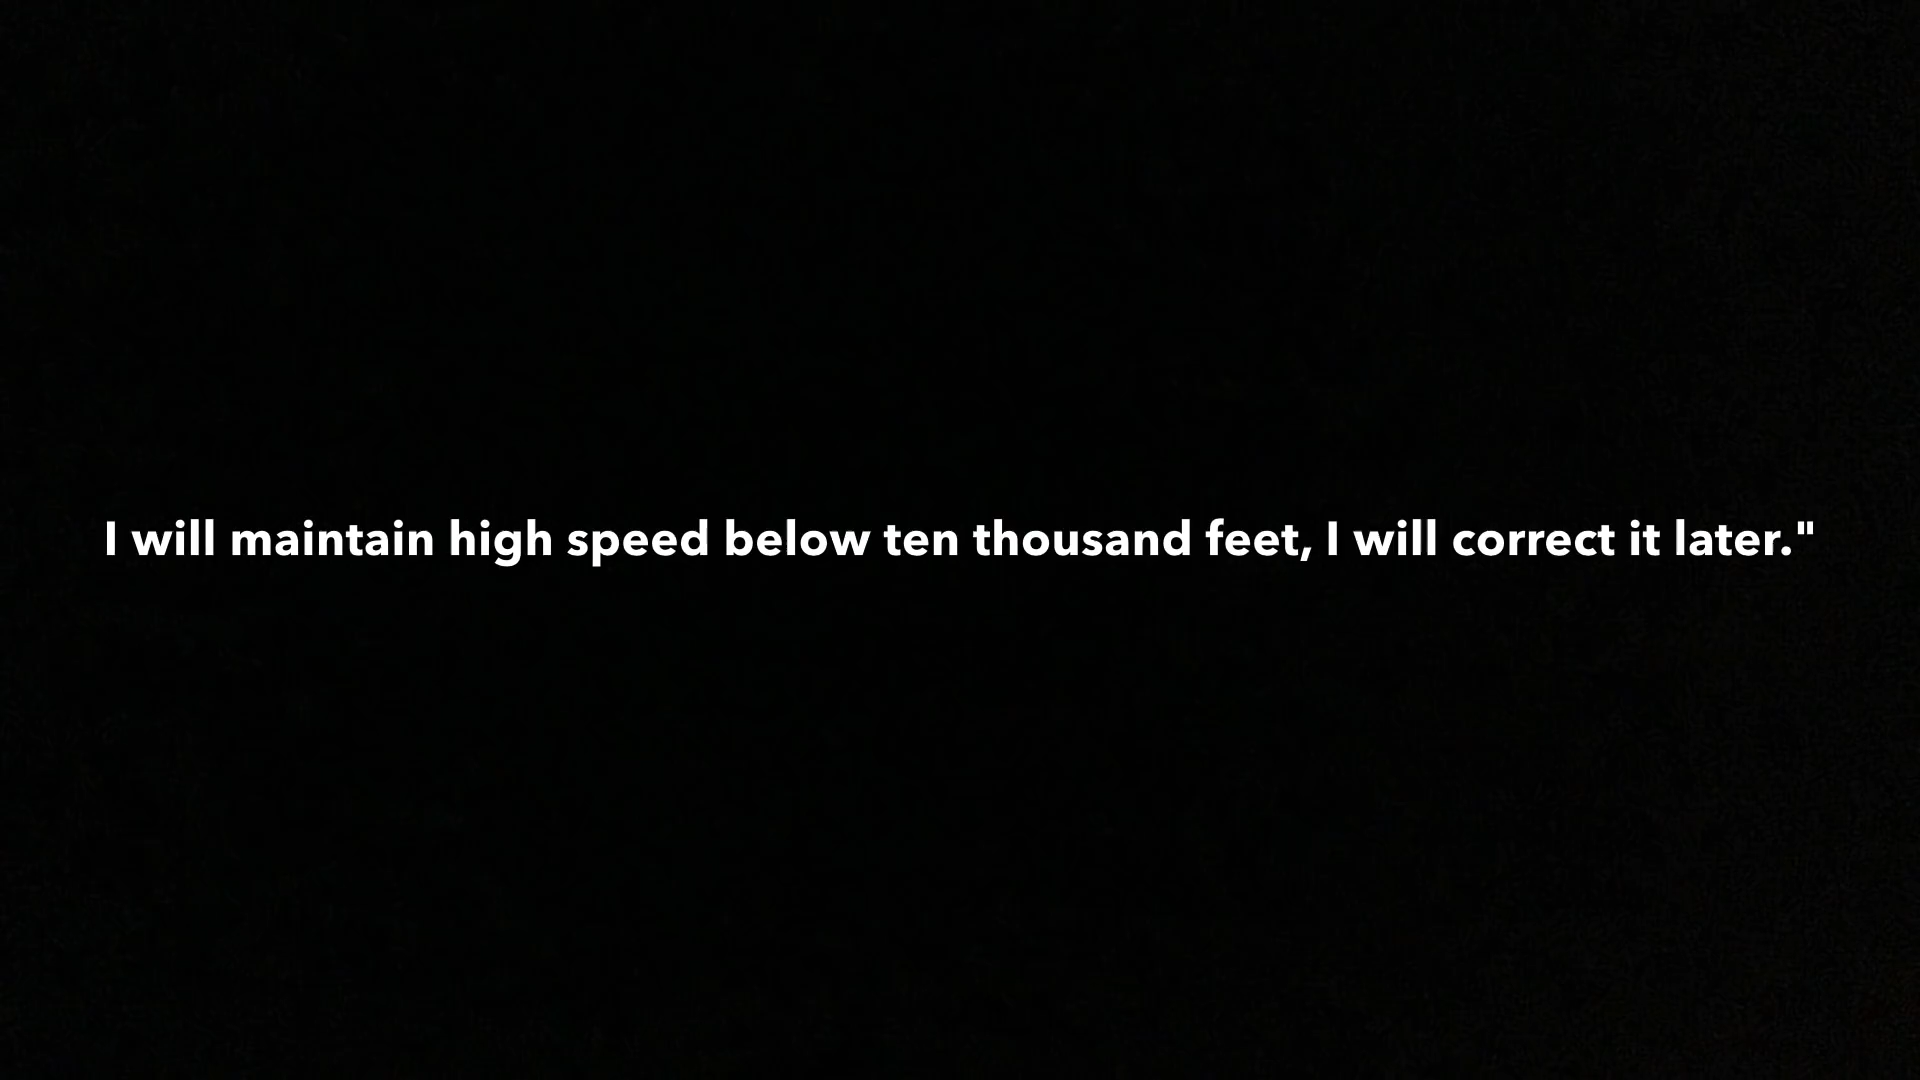 I will maintain high speed below ten thousand feet, I will correct it later."